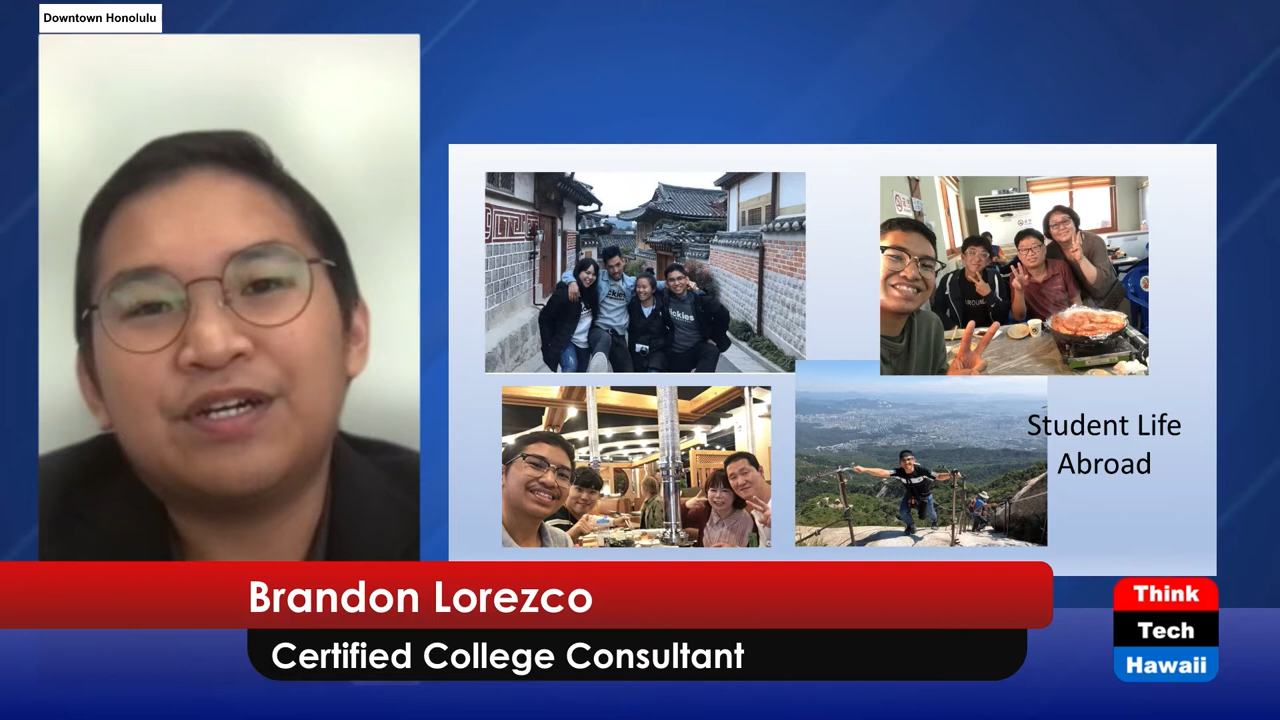 Downtown Honolulu
Student Life
Abroad
Brandon Lorezco
Certified College Consultant
Think
Tech
Hawaii